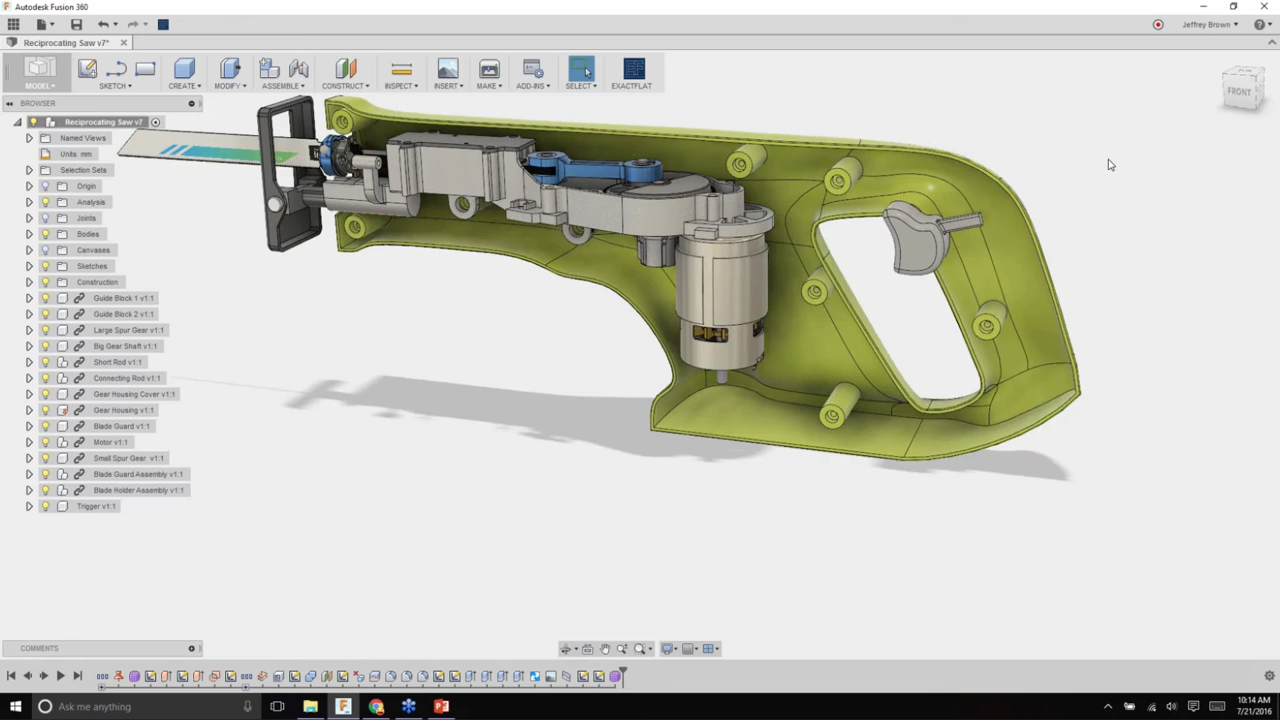 Autodesk Fusion 360
Jeffrey Brown
Reciprocating Saw v7*
MODEL
SKETCH
CREATE
MODIFY
ASSEMBLE
CONSTRUCT
INSPECT
INSERT
MAKE
ADD-INS
SELECT
EXACTFLAT
FRONT
BROWSER
Reciprocating Saw v7
Named Views
Units: mm
Selection Sets
Origin
Analysis
Joints
Bodies
Canvases
Sketches
Construction
Guide Block 1 v1:1
Guide Block 2 v1:1
Large Spur Gear v1:1
Big Gear Shaft v1:1
Short Rod v1:1
Connecting Rod v1:1
Gear Housing Cover v1:1
Gear Housing v1:1
Blade Guard v1:1
Motor v1:1
Small Spur Gear v1:1
Blade Guard Assembly v1:1
Blade Holder Assembly v1:1
Trigger v1:1
COMMENTS
Ask me anything
10:14 AM
7/21/2016